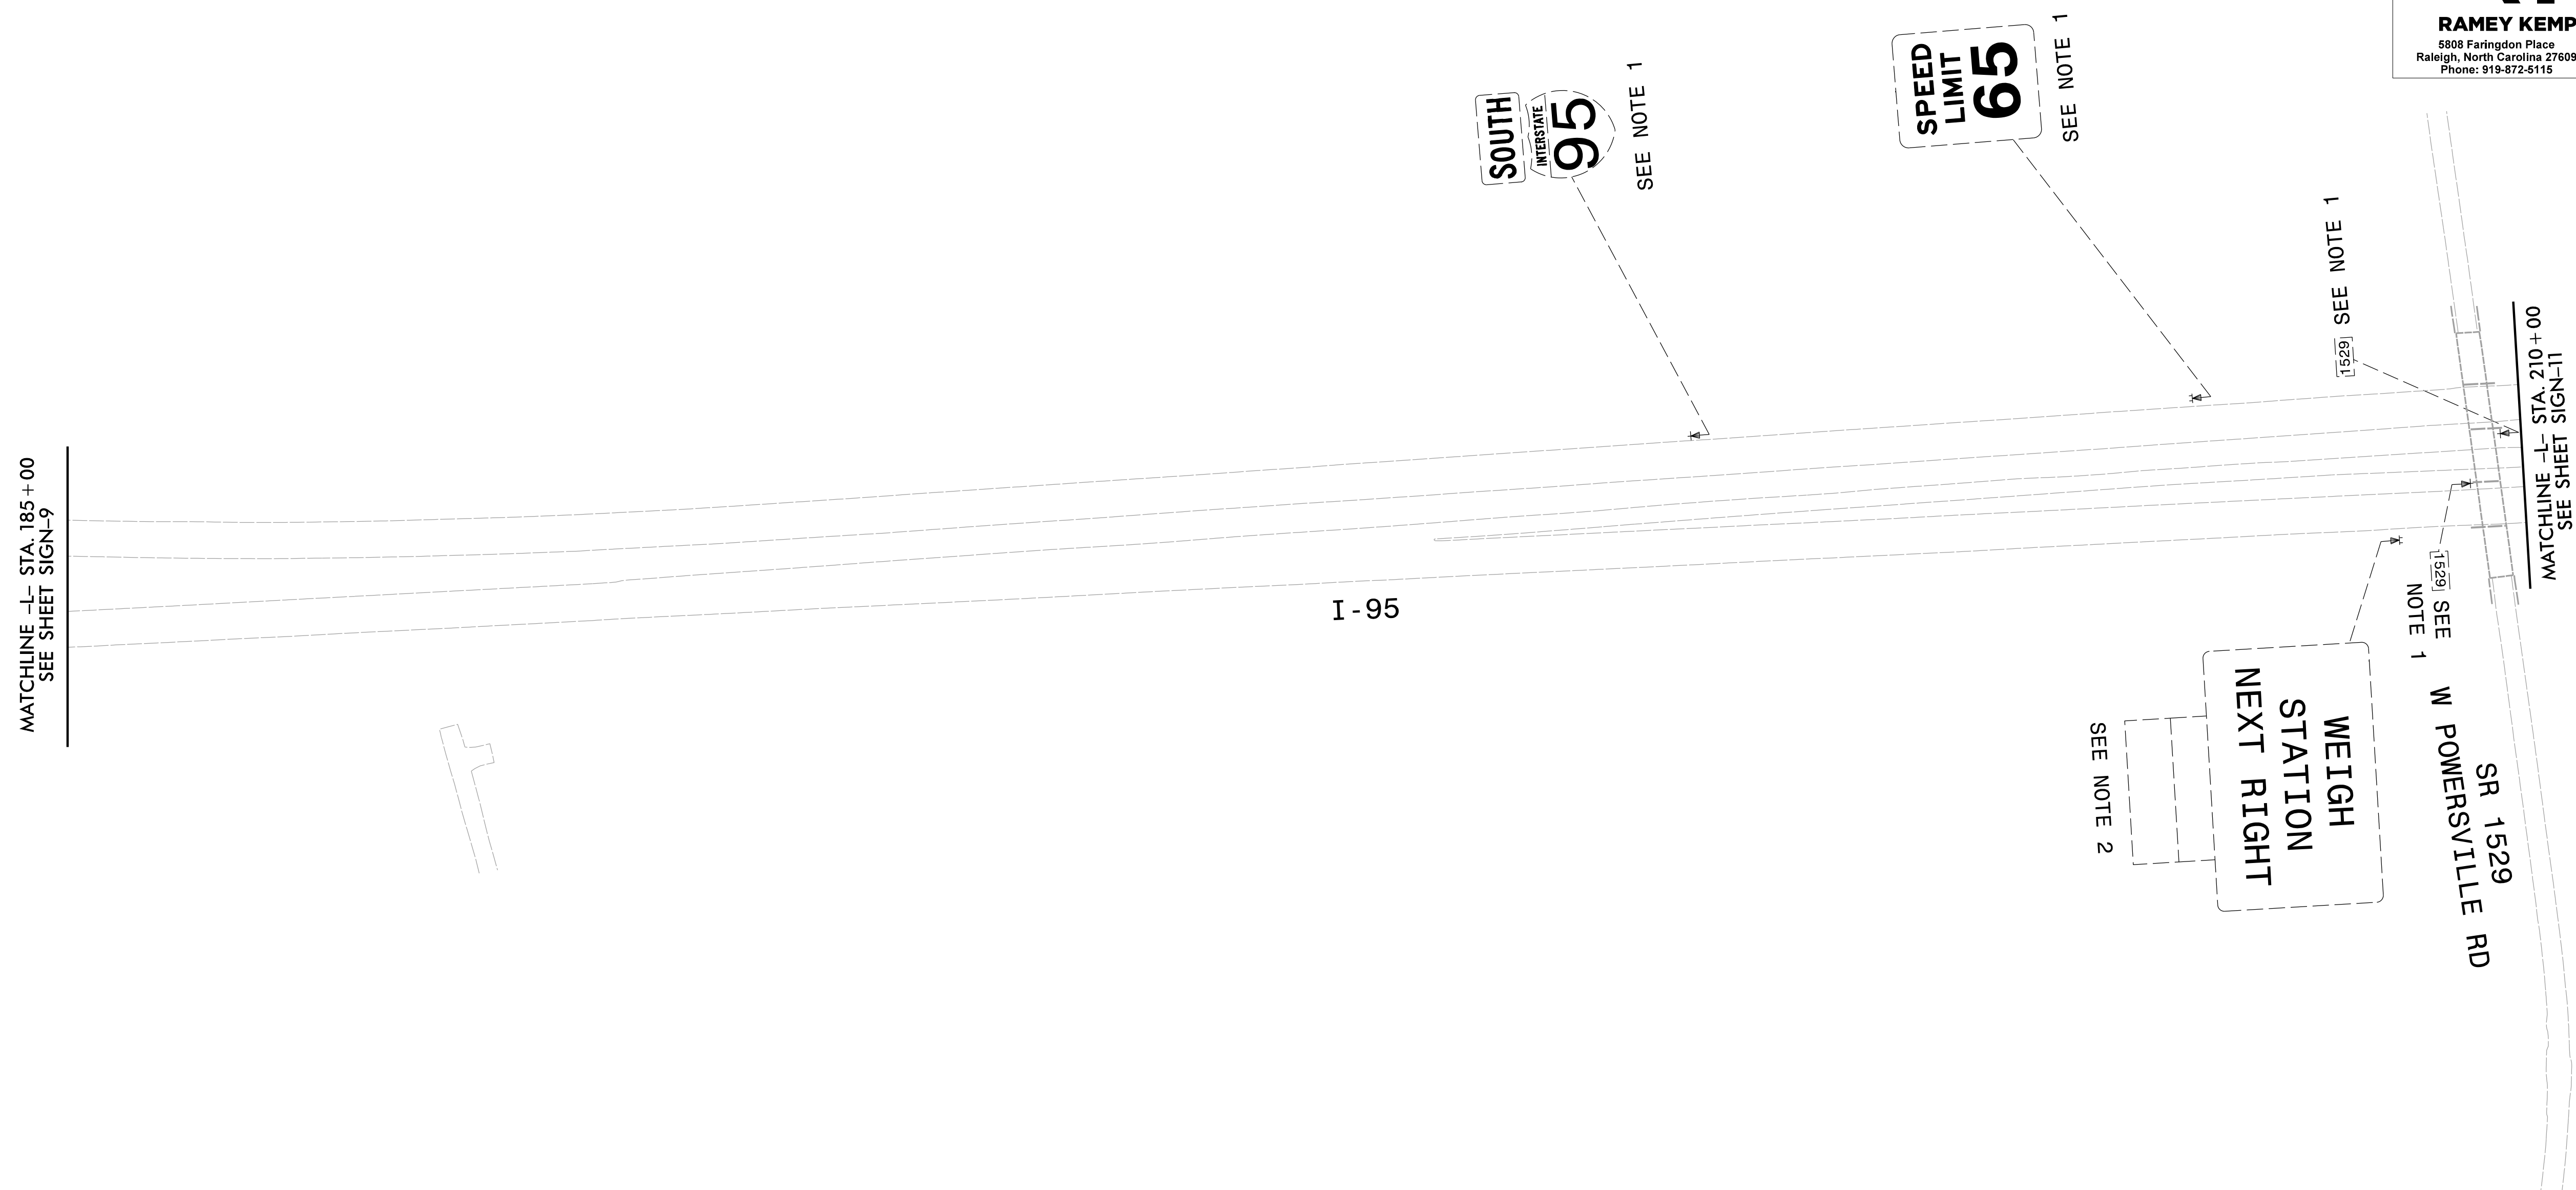 RAMEY KEMP
5808 Faringdon Place
Raleigh, North Carolina 27609
Phone: 919-872-5115
MATCHLINE -L- STA. 185+00
SEE SHEET SIGN-9
SOUTH
INTERSTATE
95
SEE NOTE 1
SPEED
LIMIT
65
SEE NOTE 1
1529 SEE NOTE 1
MATCHLINE -L- STA. 210+00
SEE SHEET SIGN-11
I-95
1529 SEE
NOTE 1
WEIGH
STATION
NEXT RIGHT
SEE NOTE 2
SR 1529
W POWERSVILLE RD